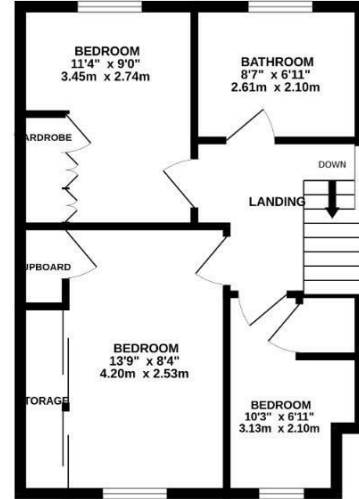 BEDROOM
11'4" x 9'0"
3.45m x 2.74m
BATHROOM
8'7" x 6'11"
2.61m x 2.10m
ARDROBE
DOWN
LANDING
UPBOARD
BEDROOM
13'9" x 8'4"
4.20m x 2.53m
TORAGE
BEDROOM
10'3" x 6'11"
3.13m x 2.10m